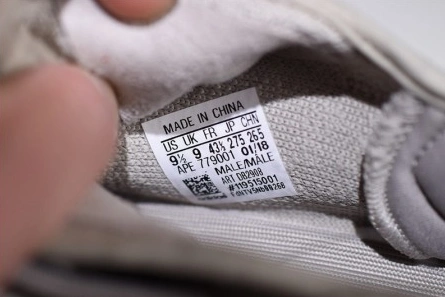 MADE IN CHINA
US UK FR JP CHN
9½ 9 43⅓ 275 265
APE 779001 01/18
MALE/MALE
ART DB2908
#119515001